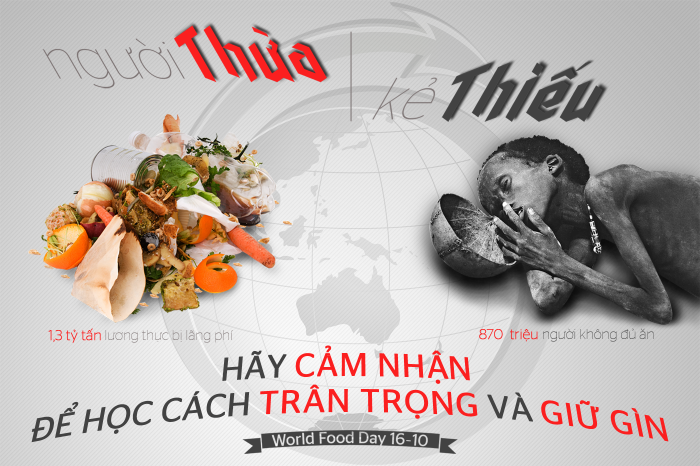 người Thừa
kẻ Thiếu
1,3 tỷ tấn lương thực bị lãng phí
870 triệu người không đủ ăn
HÃY CẢM NHẬN
ĐỂ HỌC CÁCH TRÂN TRỌNG VÀ GIỮ GÌN
World Food Day 16-10